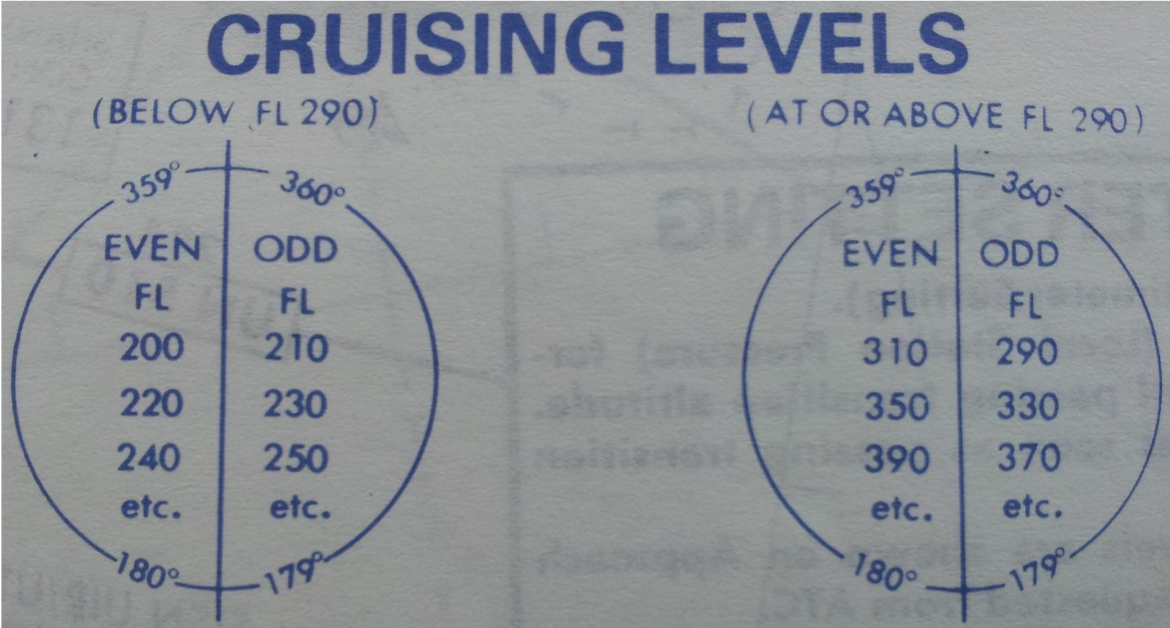 CRUISING LEVELS
(BELOW FL 290)
359° 360°
EVEN ODD
FL FL
200 210
220 230
240 250
etc. etc.
180° 179°
(AT OR ABOVE FL 290)
359° 360°
EVEN ODD
FL FL
310 290
350 330
390 370
etc. etc.
180° 179°